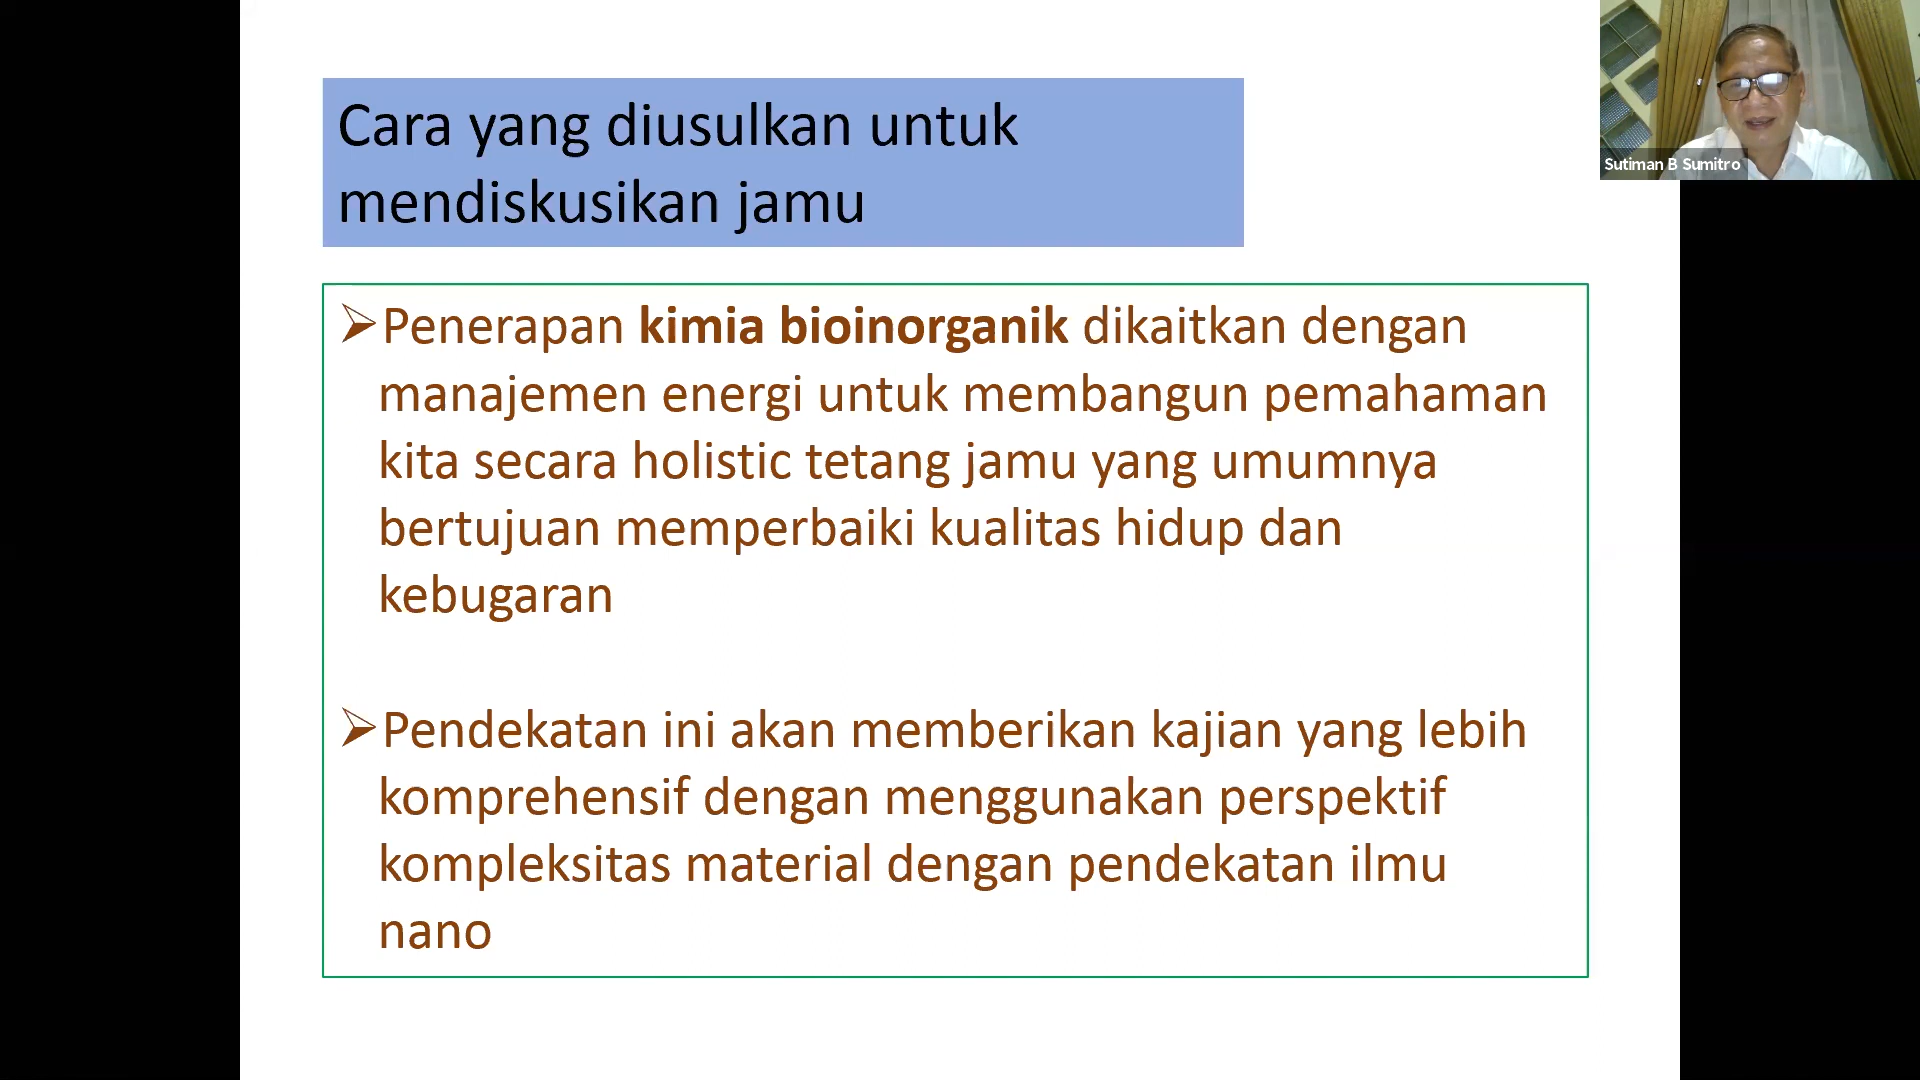 Cara yang diusulkan untuk
mendiskusikan jamu
Sutiman B Sumitro
➢Penerapan kimia bioinorganik dikaitkan dengan
manajemen energi untuk membangun pemahaman
kita secara holistic tetang jamu yang umumnya
bertujuan memperbaiki kualitas hidup dan
kebugaran
➢Pendekatan ini akan memberikan kajian yang lebih
komprehensif dengan menggunakan perspektif
kompleksitas material dengan pendekatan ilmu
nano